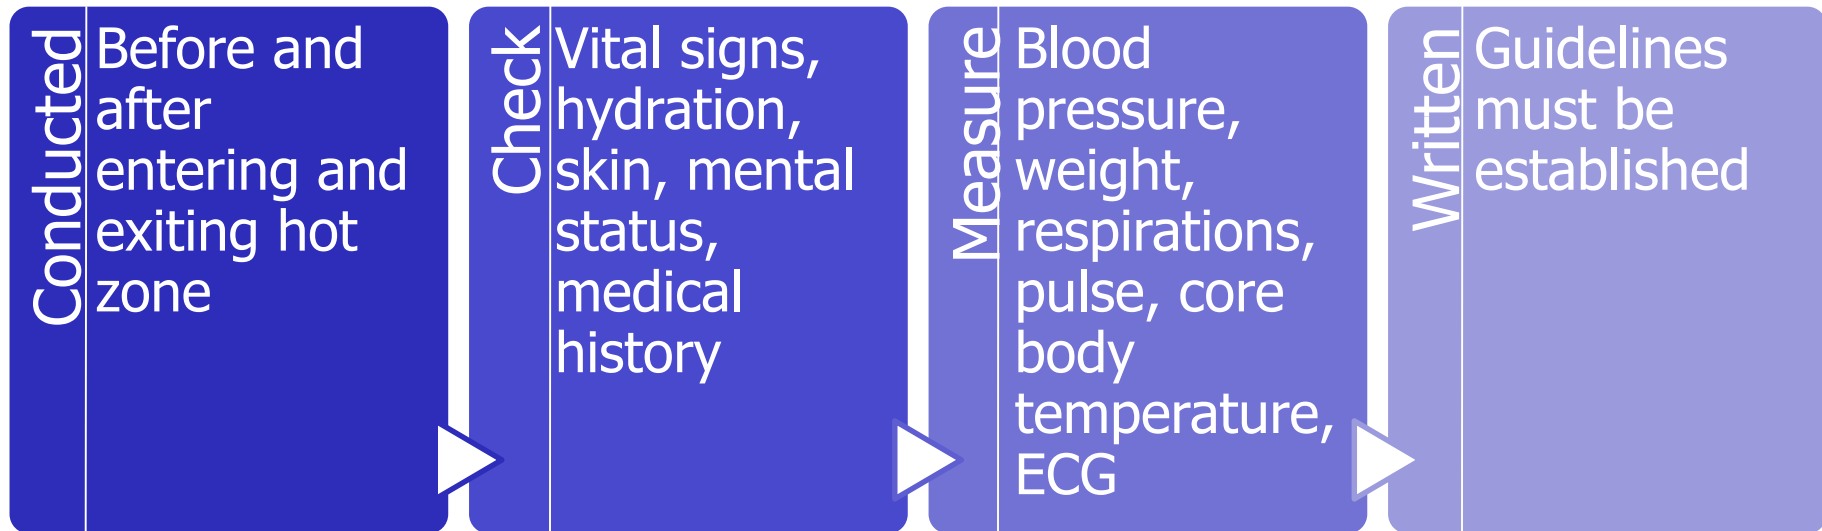 Conducted
Before and
after
entering and
exiting hot
zone
Check
Vital signs,
hydration,
skin, mental
status,
medical
history
Measure
Blood
pressure,
weight,
respirations,
pulse, core
body
temperature,
ECG
Written
Guidelines
must be
established